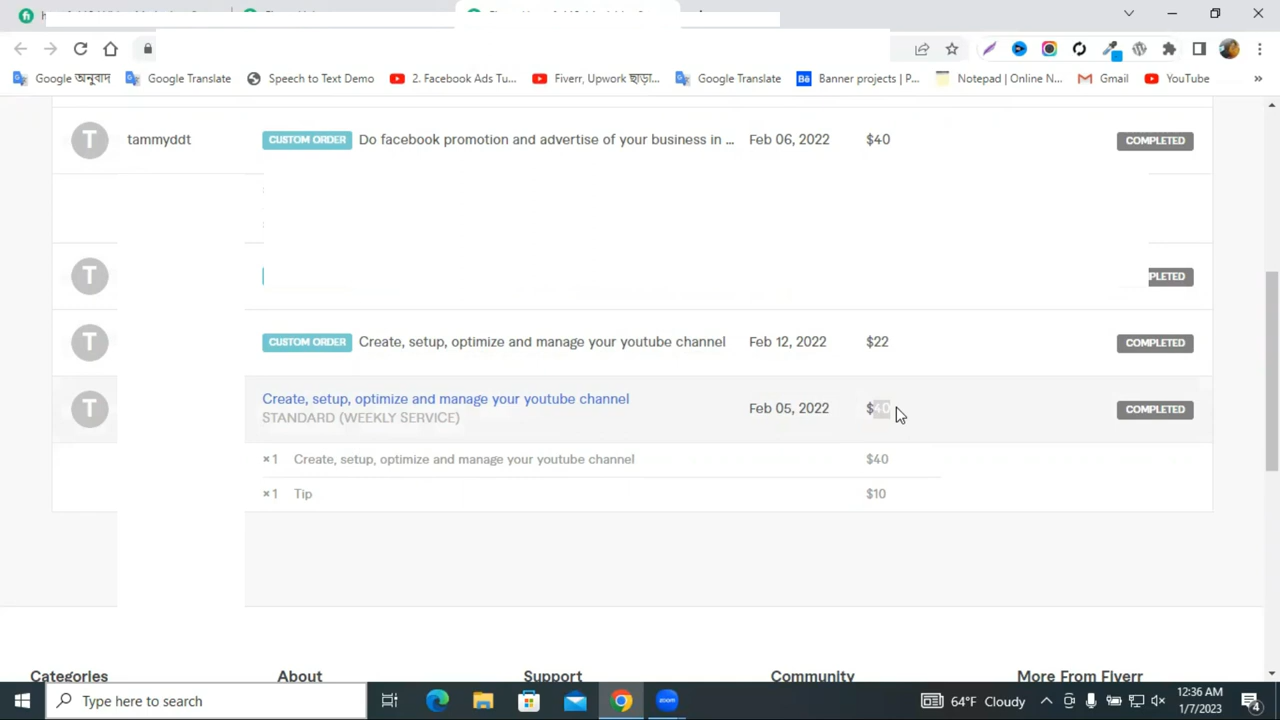 Google অনুবাদ
Google Translate
Speech to Text Demo
2. Facebook Ads Tu...
Fiverr, Upwork ছাড়া...
Google Translate
Banner projects | P...
Notepad | Online N...
Gmail
YouTube
»
T tammyddt CUSTOM ORDER Do facebook promotion and advertise of your business in ... Feb 06, 2022 $40 COMPLETED
T PLETED
T CUSTOM ORDER Create, setup, optimize and manage your youtube channel Feb 12, 2022 $22 COMPLETED
T Create, setup, optimize and manage your youtube channel Feb 05, 2022 $40 COMPLETED
STANDARD (WEEKLY SERVICE)
×1 Create, setup, optimize and manage your youtube channel $40
×1 Tip $10
Categories About Support Community More From Fiverr
Type here to search
zoom
64°F Cloudy
12:36 AM
1/7/2023
4